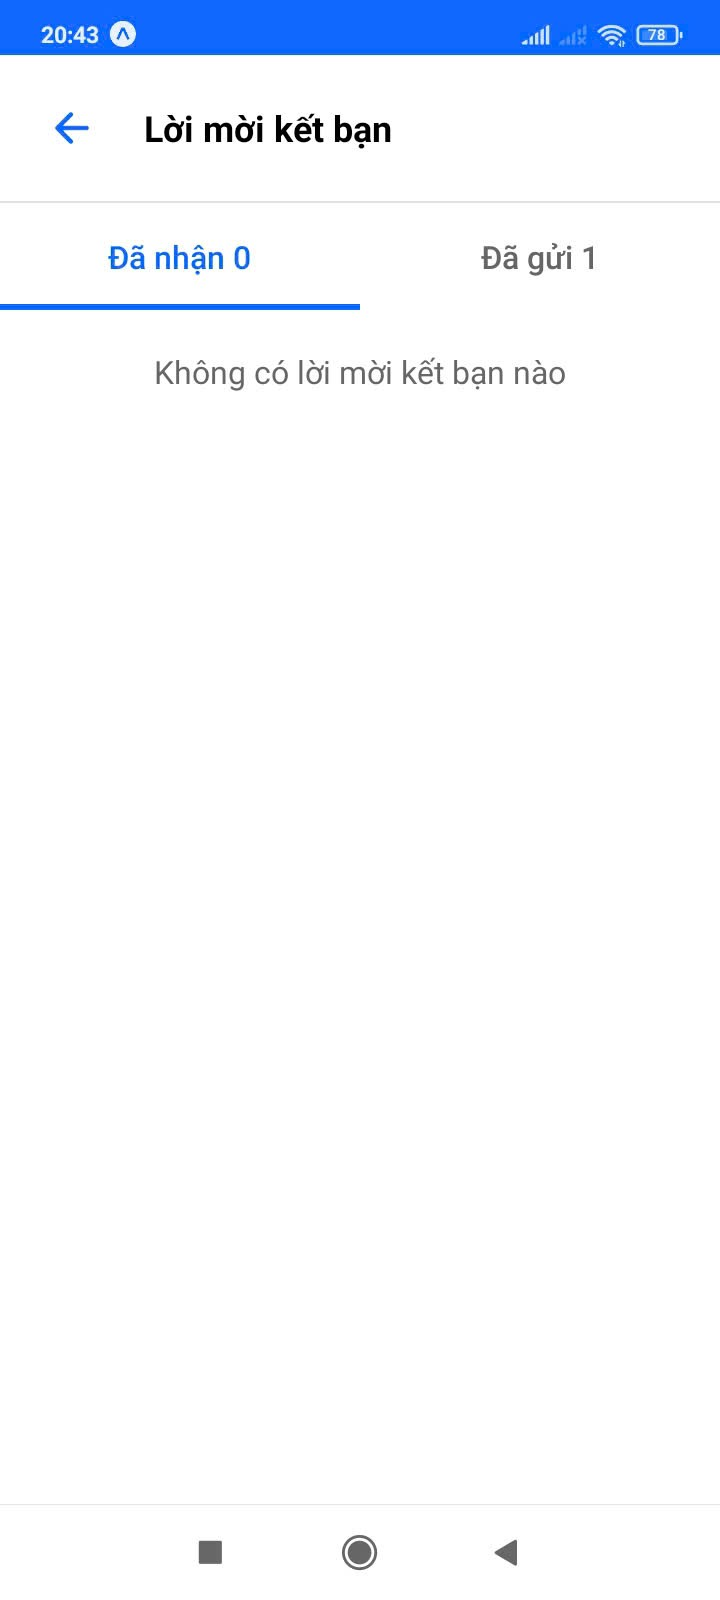 20:43
78
Lời mời kết bạn
Đã nhận 0
Đã gửi 1
Không có lời mời kết bạn nào